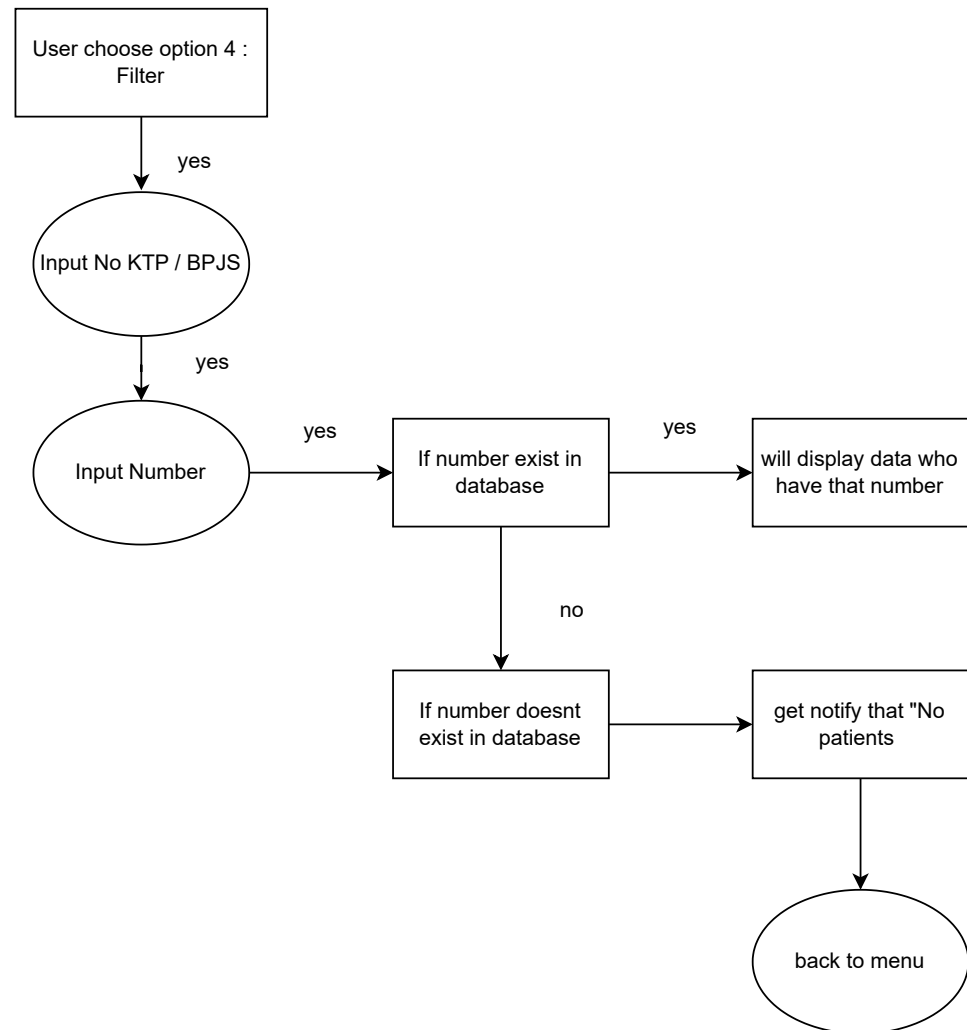 User choose option 4 :
Filter
yes
Input No KTP / BPJS
yes
Input Number
yes
If number exist in
database
yes
will display data who
have that number
no
If number doesnt
exist in database
get notify that "No
patients
back to menu